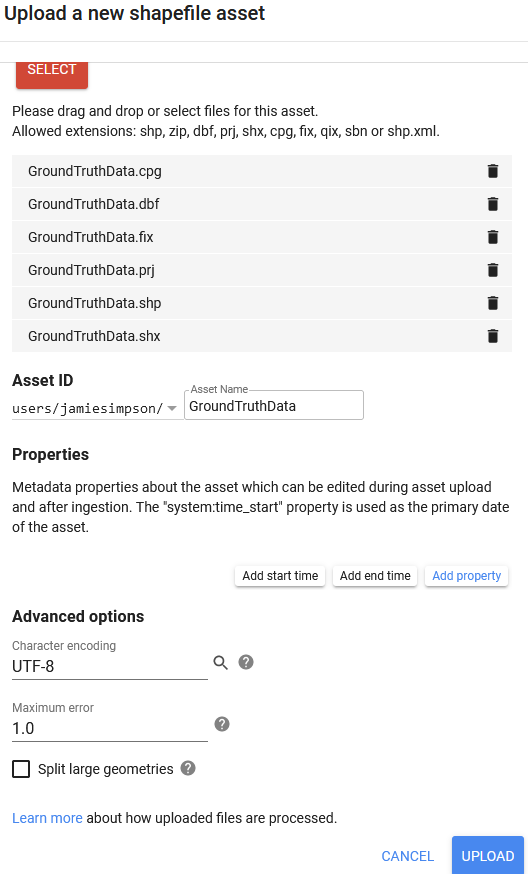 Upload a new shapefile asset
SELECT
Please drag and drop or select files for this asset.
Allowed extensions: shp, zip, dbf, prj, shx, cpg, fix, qix, sbn or shp.xml.
GroundTruthData.cpg
GroundTruthData.dbf
GroundTruthData.fix
GroundTruthData.prj
GroundTruthData.shp
GroundTruthData.shx
Asset ID
Asset Name
users/jamiesimpson/ GroundTruthData
Properties
Metadata properties about the asset which can be edited during asset upload
and after ingestion. The "system:time_start" property is used as the primary date
of the asset.
Add start time Add end time Add property
Advanced options
Character encoding
UTF-8
Maximum error
1.0
Split large geometries
Learn more about how uploaded files are processed.
CANCEL UPLOAD